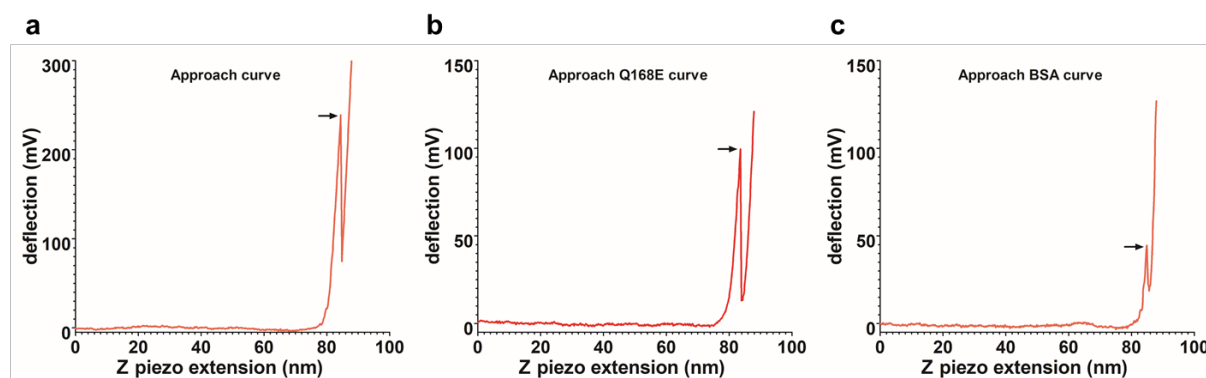 a
Approach curve
300
200
100
0
0 20 40 60 80 100
deflection (mV)
Z piezo extension (nm)
b
Approach Q168E curve
150
100
50
0
0 20 40 60 80 100
deflection (mV)
Z piezo extension (nm)
c
Approach BSA curve
150
100
50
0
0 20 40 60 80 100
deflection (mV)
Z piezo extension (nm)